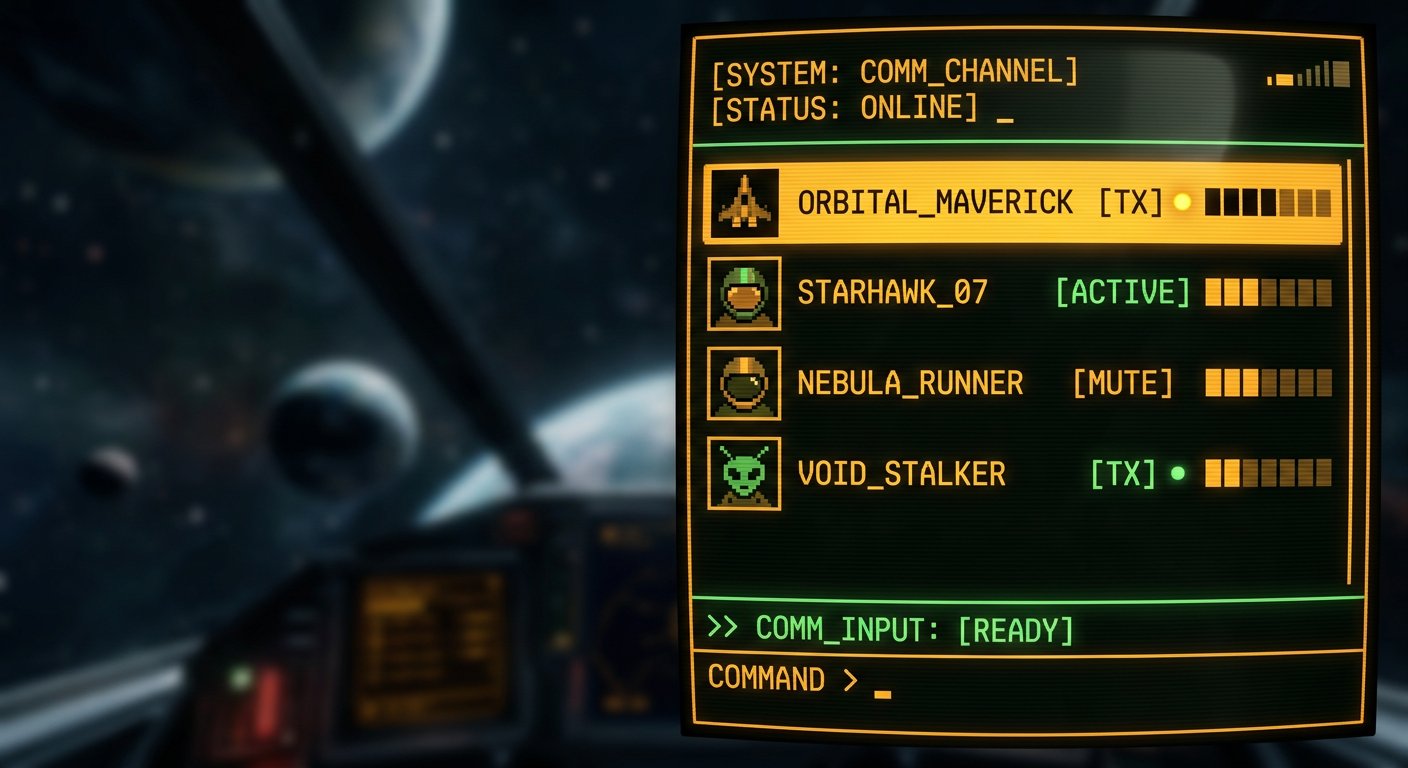 [SYSTEM: COMM_CHANNEL]
[STATUS: ONLINE] _
ORBITAL_MAVERICK [TX]
STARHAWK_07 [ACTIVE]
NEBULA_RUNNER [MUTE]
VOID_STALKER [TX]
>> COMM_INPUT: [READY]
COMMAND > _